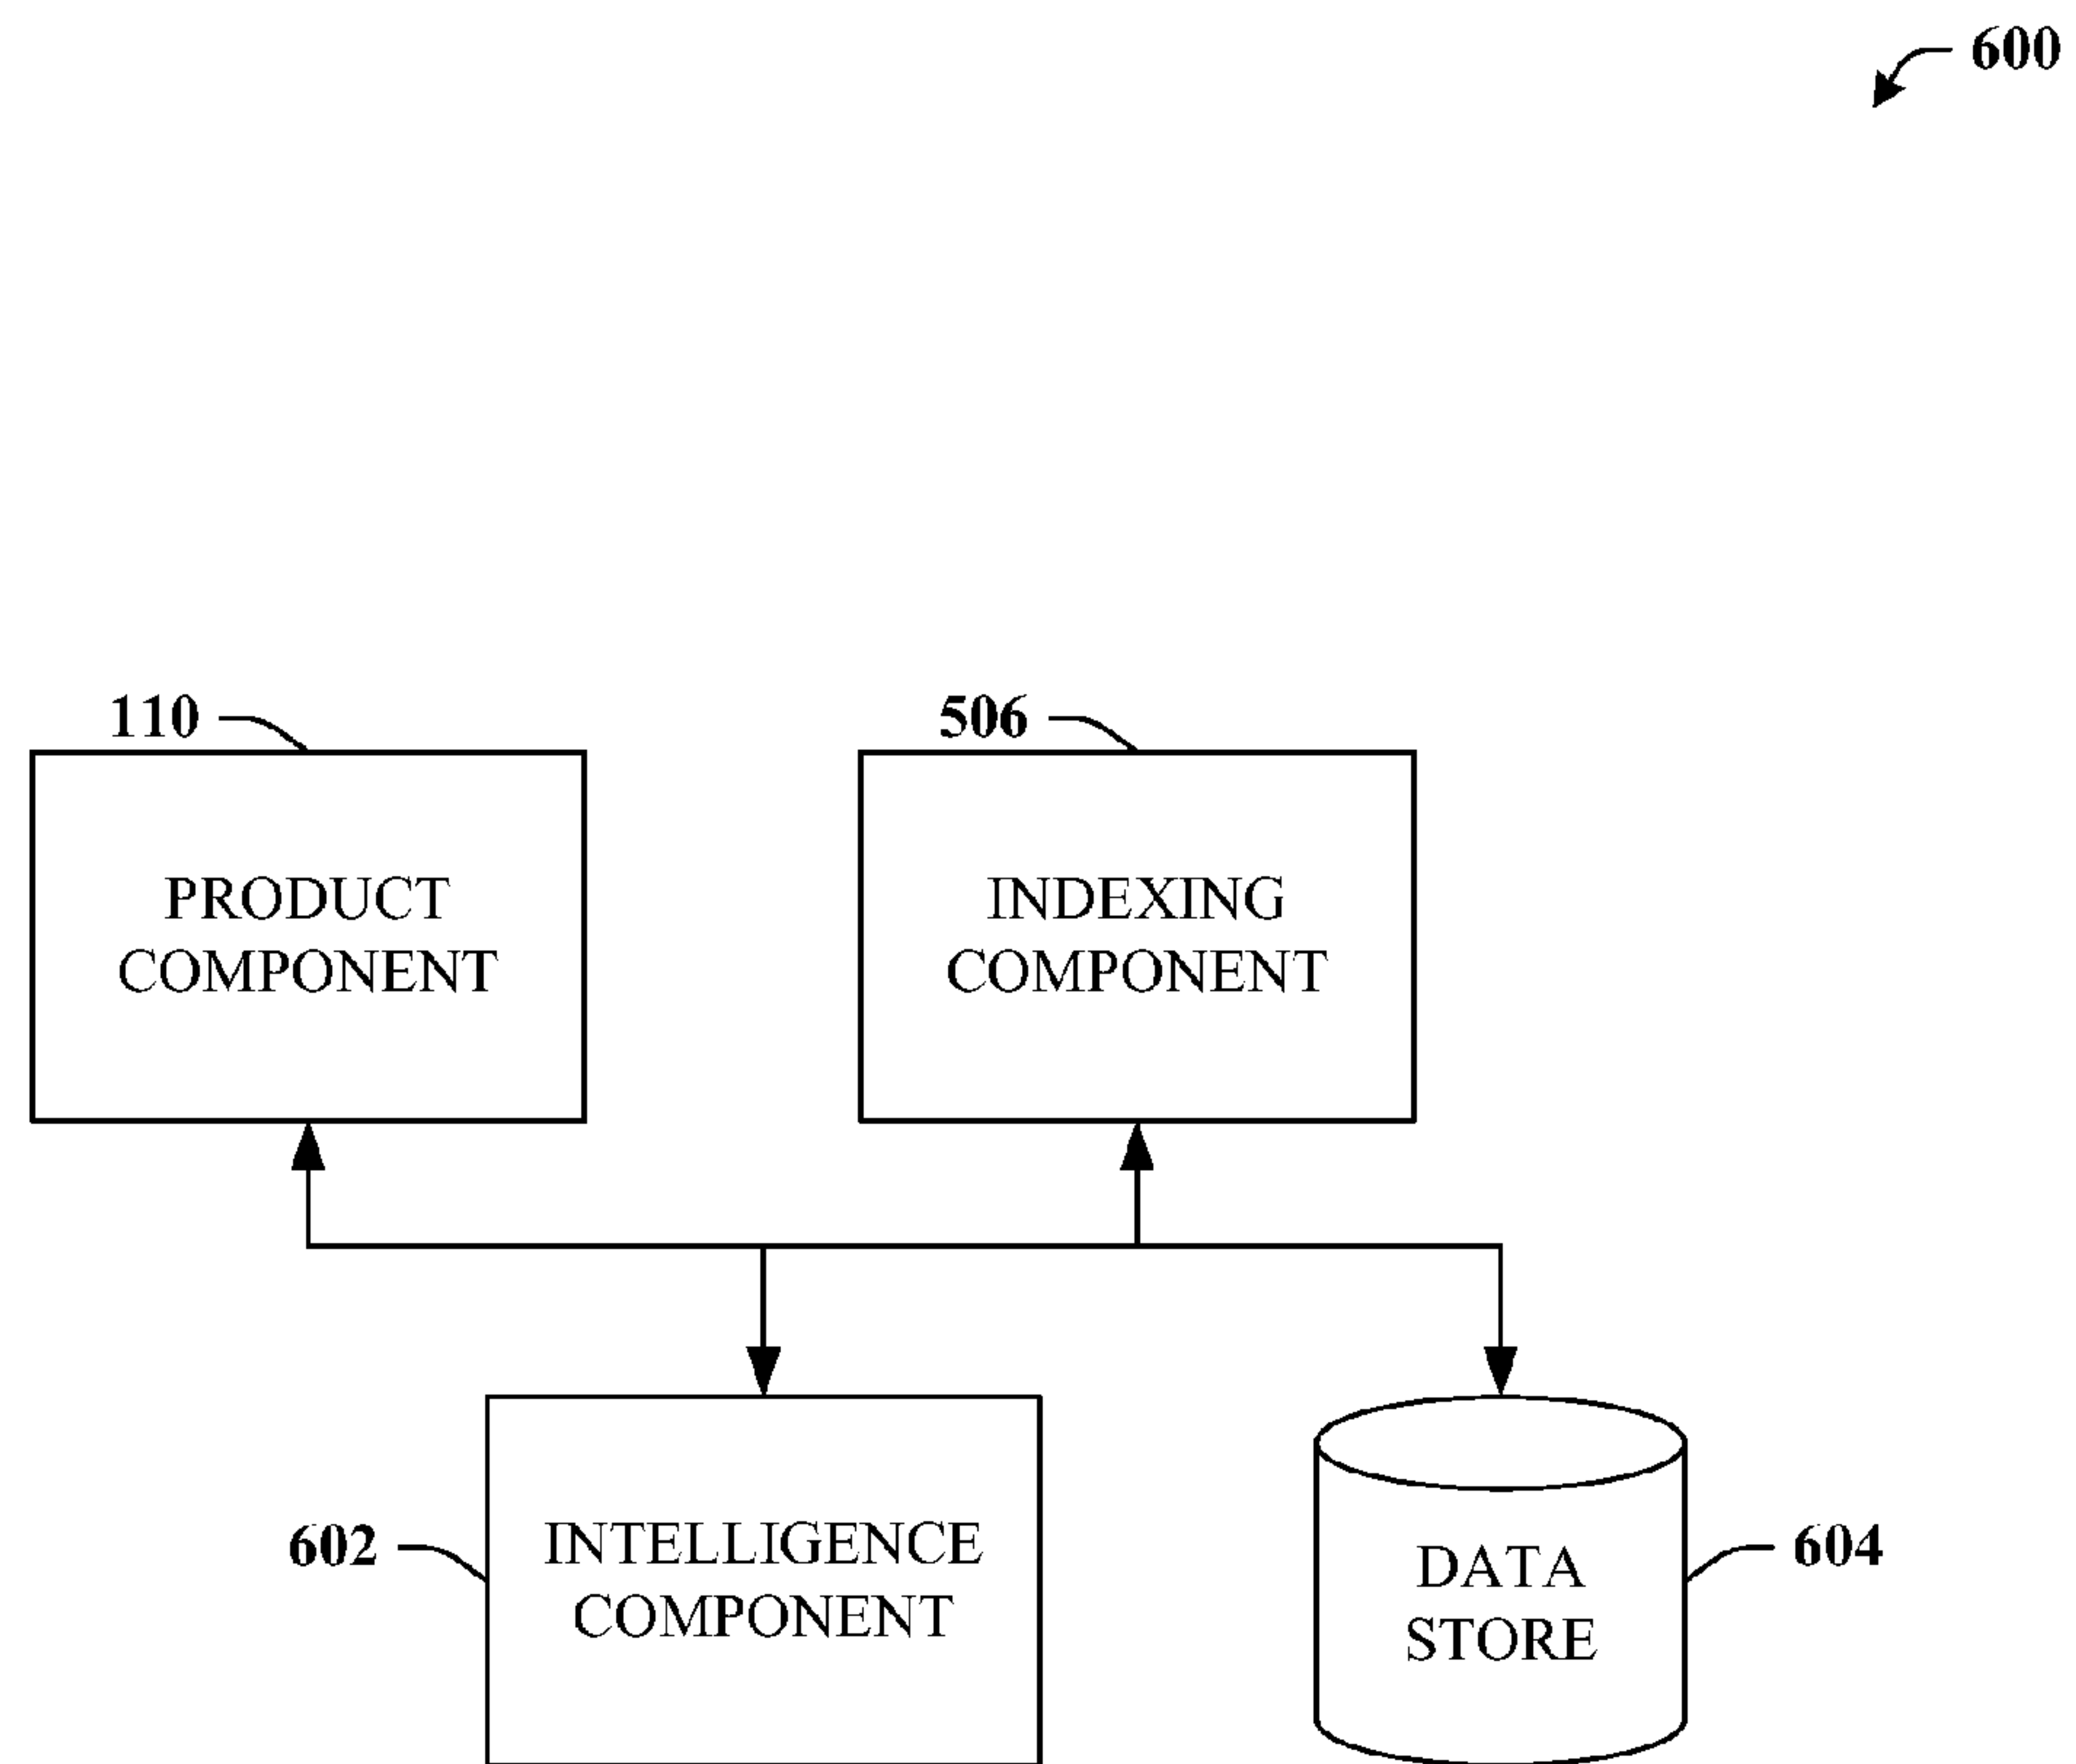 600
110
506
PRODUCT
COMPONENT
INDEXING
COMPONENT
602
INTELLIGENCE
COMPONENT
DATA
STORE
604